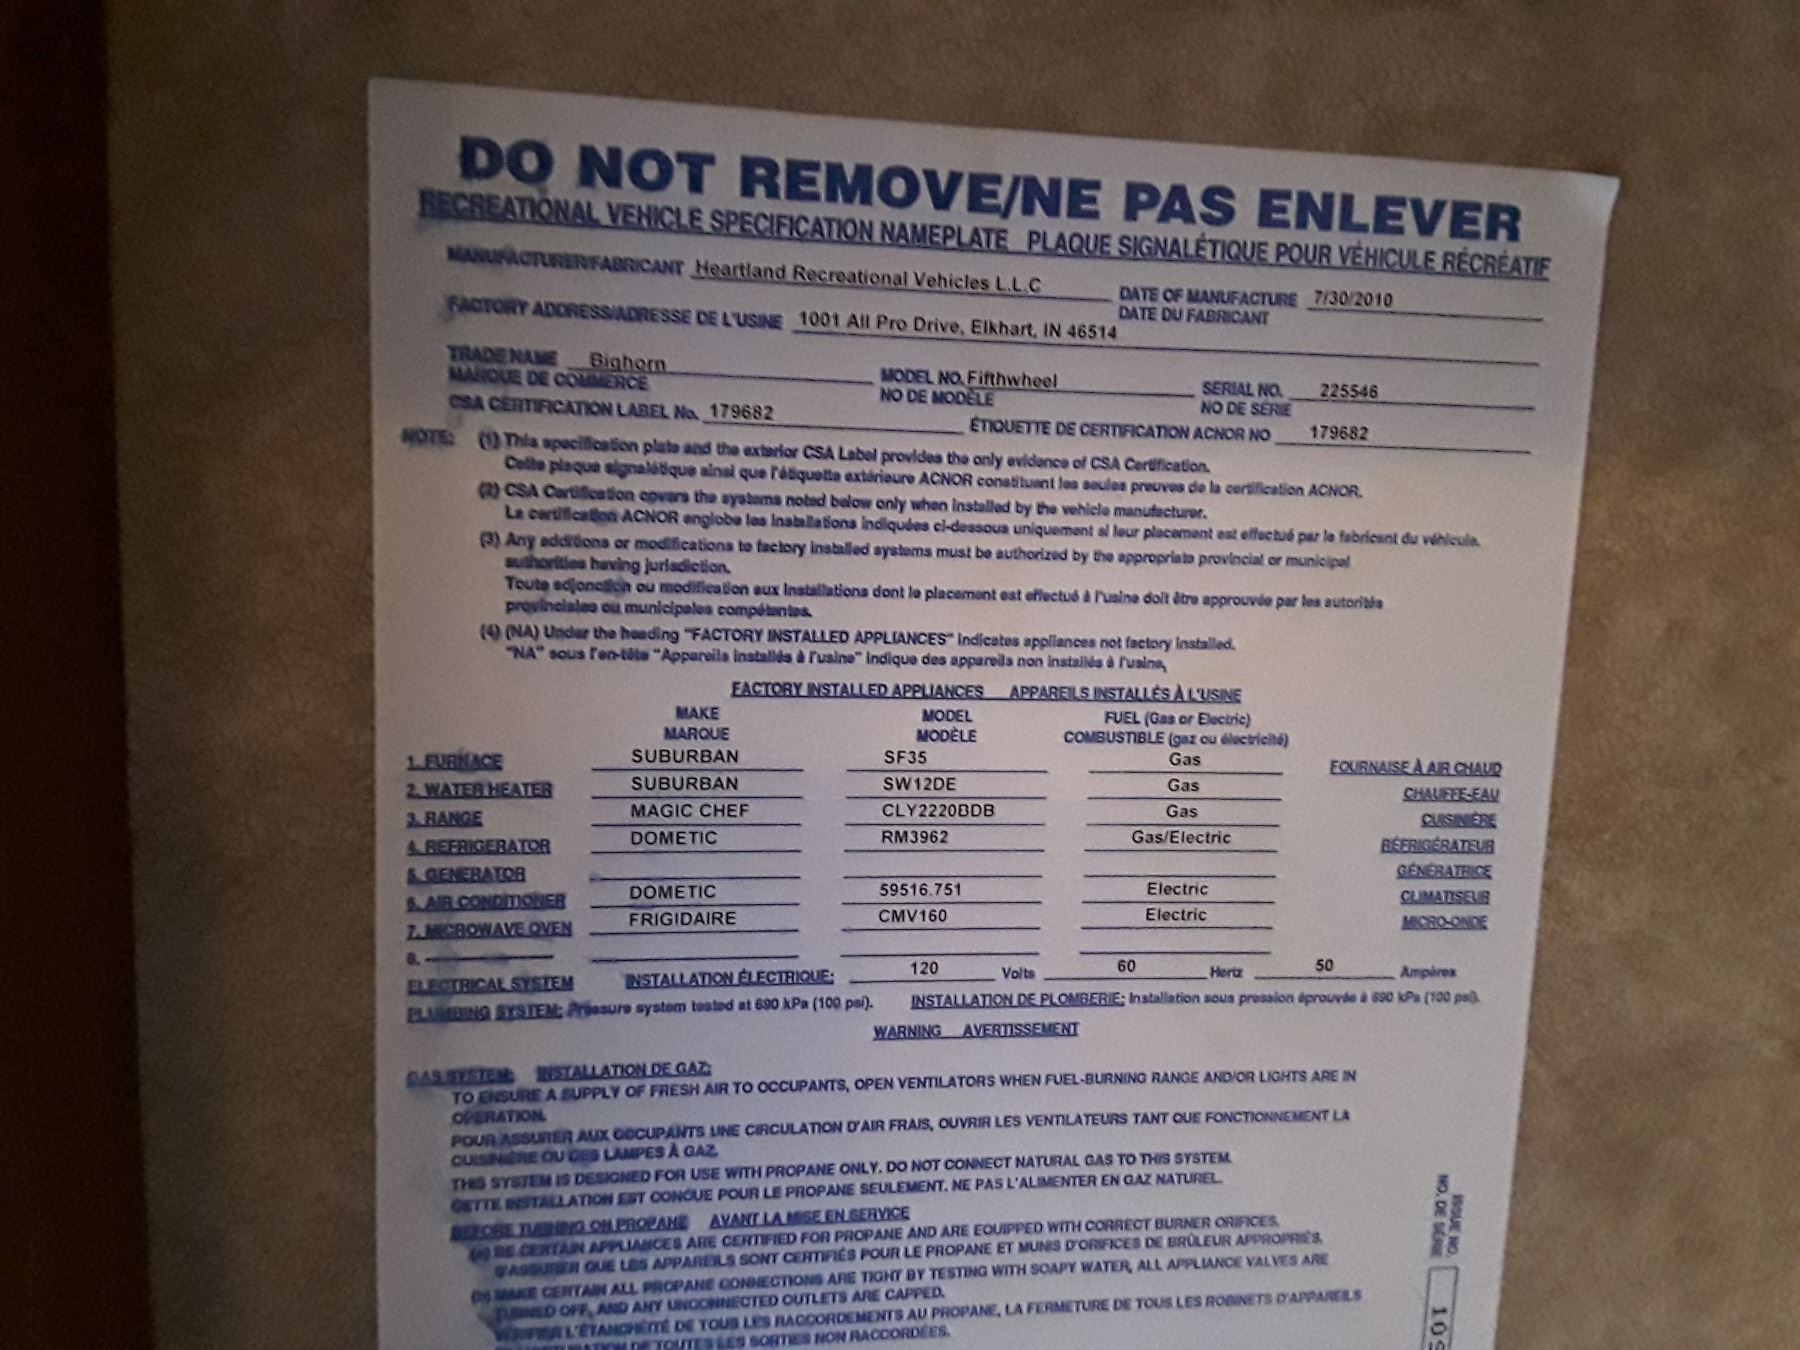 DO NOT REMOVE/NE PAS ENLEVER
RECREATIONAL VEHICLE SPECIFICATION NAMEPLATE PLAQUE SIGNALÉTIQUE POUR VÉHICULE RÉCRÉATIF
MANUFACTURER/FABRICANT Heartland Recreational Vehicles L.L.C DATE OF MANUFACTURE 7/30/2010
DATE DU FABRICANT
FACTORY ADDRESS/ADRESSE DE L'USINE 1001 All Pro Drive, Elkhart, IN 46514
TRADE NAME Bighorn MODEL NO. Fifthwheel SERIAL NO. 225546
MARQUE DE COMMERCE NO DE MODÈLE NO DE SÉRIE
CSA CERTIFICATION LABEL No. 179682 ÉTIQUETTE DE CERTIFICATION ACNOR NO 179682
NOTE: (1) This specification plate and the exterior CSA Label provides the only evidence of CSA Certification.
Cette plaque signalétique ainsi que l'étiquette extérieure ACNOR constituent les seules preuves de la certification ACNOR.
(2) CSA Certification covers the systems noted below only when installed by the vehicle manufacturer.
La certification ACNOR englobe les installations indiquées ci-dessous uniquement si leur placement est effectué par le fabricant du véhicule.
(3) Any additions or modifications to factory installed systems must be authorized by the appropriate provincial or municipal
authorities having jurisdiction.
Toute adjonction ou modification aux installations dont le placement est effectué à l'usine doit être approuvée par les autorités
provinciales ou municipales compétentes.
(4) (NA) Under the heading "FACTORY INSTALLED APPLIANCES" indicates appliances not factory installed.
"NA" sous l'en-tête "Appareils installés à l'usine" indique des appareils non installés à l'usine,
FACTORY INSTALLED APPLIANCES APPAREILS INSTALLÉS À L'USINE
MAKE MODEL FUEL (Gas or Electric)
MARQUE MODÈLE COMBUSTIBLE (gaz ou électricité)
1. FURNACE SUBURBAN SF35 Gas FOURNAISE À AIR CHAUD
2. WATER HEATER SUBURBAN SW12DE Gas CHAUFFE-EAU
3. RANGE MAGIC CHEF CLY2220BDB Gas CUISINIÈRE
4. REFRIGERATOR DOMETIC RM3962 Gas/Electric RÉFRIGÉRATEUR
5. GENERATOR GÉNÉRATRICE
6. AIR CONDITIONER DOMETIC 59516.751 Electric CLIMATISEUR
7. MICROWAVE OVEN FRIGIDAIRE CMV160 Electric MICRO-ONDE
8.
ELECTRICAL SYSTEM INSTALLATION ÉLECTRIQUE: 120 Volts 60 Hertz 50 Ampères
PLUMBING SYSTEM: Pressure system tested at 690 kPa (100 psi). INSTALLATION DE PLOMBERIE: Installation sous pression éprouvée à 690 kPa (100 psi).
WARNING AVERTISSEMENT
GAS SYSTEM: INSTALLATION DE GAZ:
TO ENSURE A SUPPLY OF FRESH AIR TO OCCUPANTS, OPEN VENTILATORS WHEN FUEL-BURNING RANGE AND/OR LIGHTS ARE IN
OPERATION.
POUR ASSURER AUX OCCUPANTS UNE CIRCULATION D'AIR FRAIS, OUVRIR LES VENTILATEURS TANT QUE FONCTIONNEMENT LA
CUISINIÈRE OU DES LAMPES À GAZ.
THIS SYSTEM IS DESIGNED FOR USE WITH PROPANE ONLY. DO NOT CONNECT NATURAL GAS TO THIS SYSTEM.
CETTE INSTALLATION EST CONÇUE POUR LE PROPANE SEULEMENT. NE PAS L'ALIMENTER EN GAZ NATUREL.
BEFORE TURNING ON PROPANE AVANT LA MISE EN SERVICE
(a) BE CERTAIN APPLIANCES ARE CERTIFIED FOR PROPANE AND ARE EQUIPPED WITH CORRECT BURNER ORIFICES.
S'ASSURER QUE LES APPAREILS SONT CERTIFIÉS POUR LE PROPANE ET MUNIS D'ORIFICES DE BRÛLEUR APPROPRIÉS.
(b) MAKE CERTAIN ALL PROPANE CONNECTIONS ARE TIGHT BY TESTING WITH SOAPY WATER, ALL APPLIANCE VALVES ARE
TURNED OFF, AND ANY UNCONNECTED OUTLETS ARE CAPPED.
VÉRIFIER L'ÉTANCHÉITÉ DE TOUS LES RACCORDEMENTS AU PROPANE, LA FERMETURE DE TOUS LES ROBINETS D'APPAREILS
DE TOUTES LES SORTIES NON RACCORDÉES.
ISSUE NO.
NO. DE SÉRIE